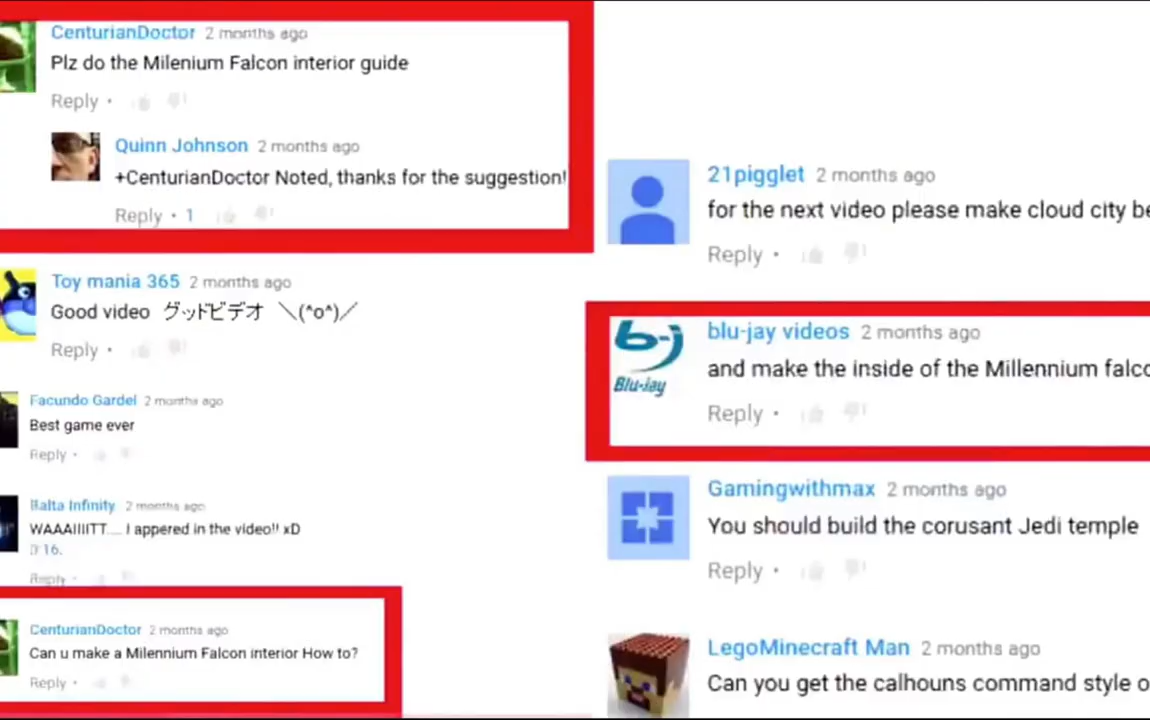 CenturianDoctor 2 months ago
Plz do the Milenium Falcon interior guide
Reply •
Quinn Johnson 2 months ago
+CenturianDoctor Noted, thanks for the suggestion!
Reply • 1
Toy mania 365 2 months ago
Good video グッドビデオ ＼(^o^)／
Reply •
Facundo Gardel 2 months ago
Best game ever
Reply •
Balta Infinity 2 months ago
WAAAIIIITT.... I appered in the video!! xD
16.
Reply •
CenturianDoctor 2 months ago
Can u make a Milennium Falcon interior How to?
Reply •
21pigglet 2 months ago
for the next video please make cloud city be
Reply •
b-j
Blu-jay
blu-jay videos 2 months ago
and make the inside of the Millennium falco
Reply •
Gamingwithmax 2 months ago
You should build the corusant Jedi temple
Reply •
LegoMinecraft Man 2 months ago
Can you get the calhouns command style o